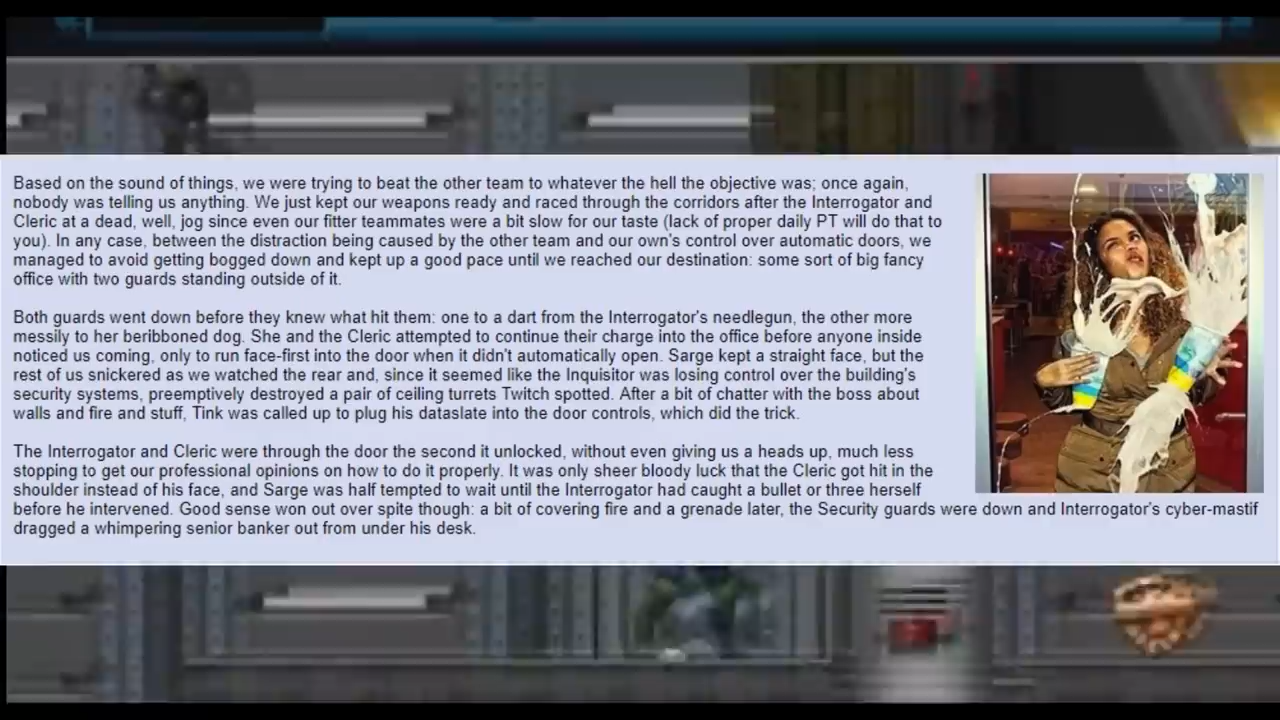 Based on the sound of things, we were trying to beat the other team to whatever the hell the objective was; once again,
nobody was telling us anything. We just kept our weapons ready and raced through the corridors after the Interrogator and
Cleric at a dead, well, jog since even our fitter teammates were a bit slow for our taste (lack of proper daily PT will do that to
you). In any case, between the distraction being caused by the other team and our own's control over automatic doors, we
managed to avoid getting bogged down and kept up a good pace until we reached our destination: some sort of big fancy
office with two guards standing outside of it.
Both guards went down before they knew what hit them: one to a dart from the Interrogator's needlegun, the other more
messily to her beribboned dog. She and the Cleric attempted to continue their charge into the office before anyone inside
noticed us coming, only to run face-first into the door when it didn't automatically open. Sarge kept a straight face, but the
rest of us snickered as we watched the rear and, since it seemed like the Inquisitor was losing control over the building's
security systems, preemptively destroyed a pair of ceiling turrets Twitch spotted. After a bit of chatter with the boss about
walls and fire and stuff, Tink was called up to plug his dataslate into the door controls, which did the trick.
The Interrogator and Cleric were through the door the second it unlocked, without even giving us a heads up, much less
stopping to get our professional opinions on how to do it properly. It was only sheer bloody luck that the Cleric got hit in the
shoulder instead of his face, and Sarge was half tempted to wait until the Interrogator had caught a bullet or three herself
before he intervened. Good sense won out over spite though: a bit of covering fire and a grenade later, the Security guards were down and Interrogator's cyber-mastif
dragged a whimpering senior banker out from under his desk.